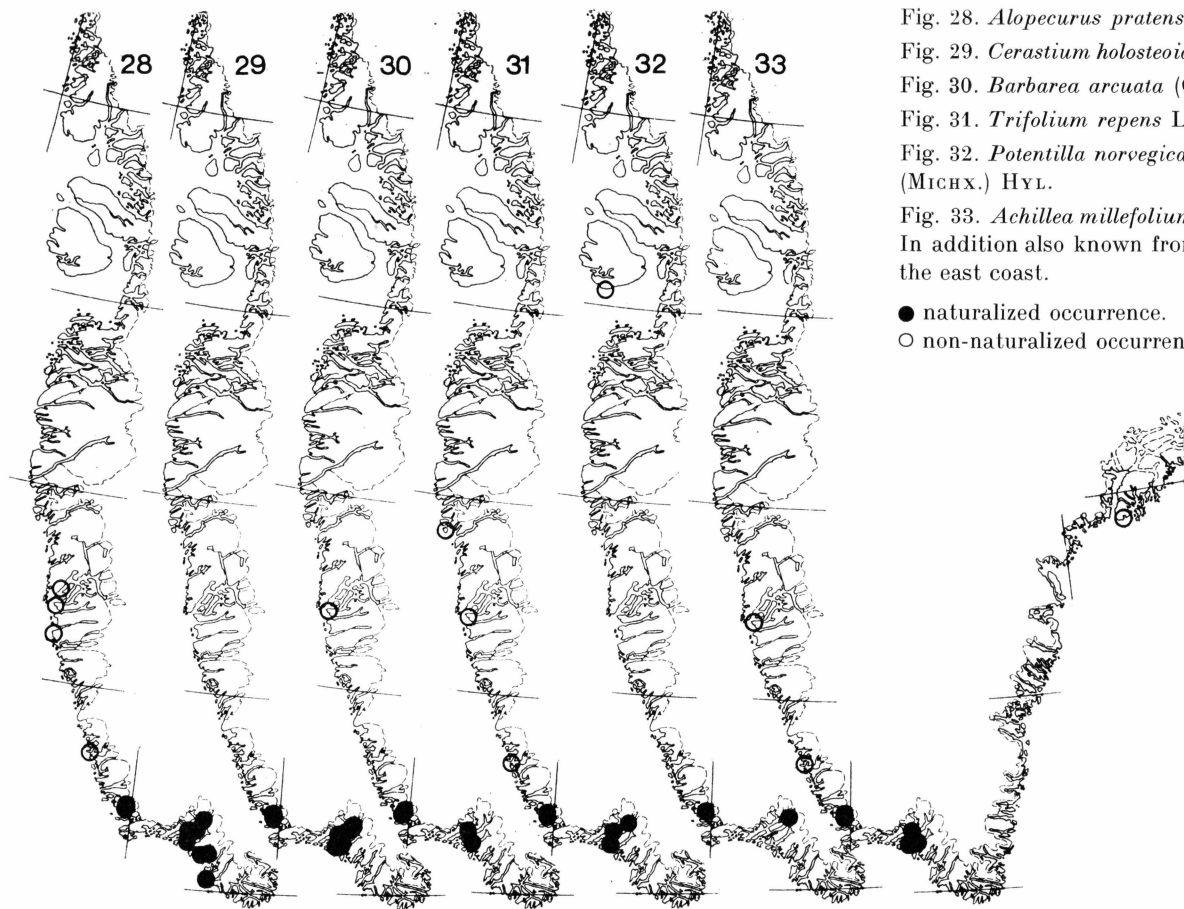 28 29 30 31 32 33
Fig. 28. Alopecurus pratens
Fig. 29. Cerastium holosteoid
Fig. 30. Barbarea arcuata (
Fig. 31. Trifolium repens L
Fig. 32. Potentilla norvegica
(MICHX.) HYL.
Fig. 33. Achillea millefolium
In addition also known from
the east coast.
● naturalized occurrence.
○ non-naturalized occurren